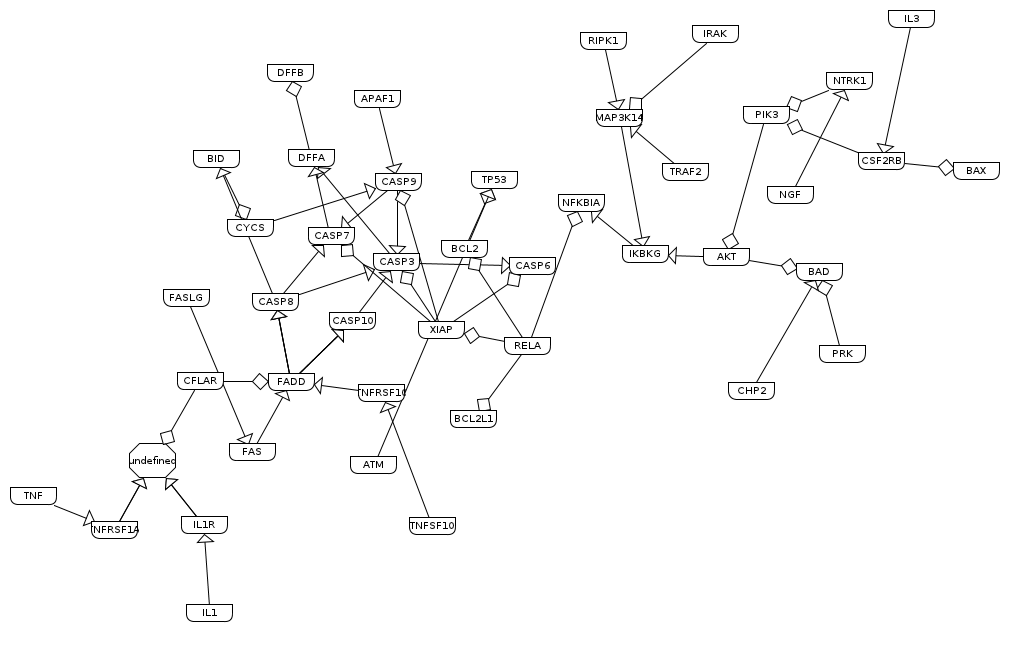 IL3
IRAK
RIPK1
DFFB
NTRK1
APAF1
PIK3
MAP3K14
BID
DFFA
CSF2RB
BAX
TRAF2
TP53
CASP9
NGF
NFKBIA
CYCS
CASP7
BCL2
IKBKG
AKT
CASP3
CASP6
BAD
FASLG
CASP8
CASP10
XIAP
RELA
PRK
CFLAR
FADD
NFRSF10
CHP2
BCL2L1
FAS
undefined
ATM
TNF
NFRSF1A
IL1R
TNFSF10
IL1